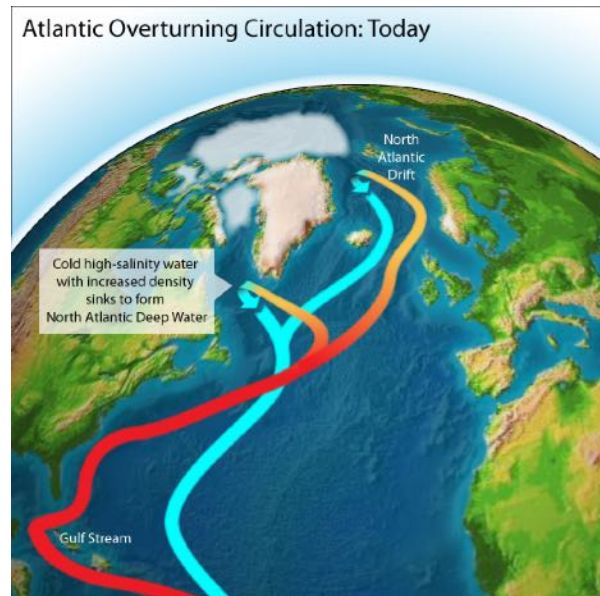 Atlantic Overturning Circulation: Today
North
Atlantic
Drift
Cold high-salinity water
with increased density
sinks to form
North Atlantic Deep Water
Gulf Stream